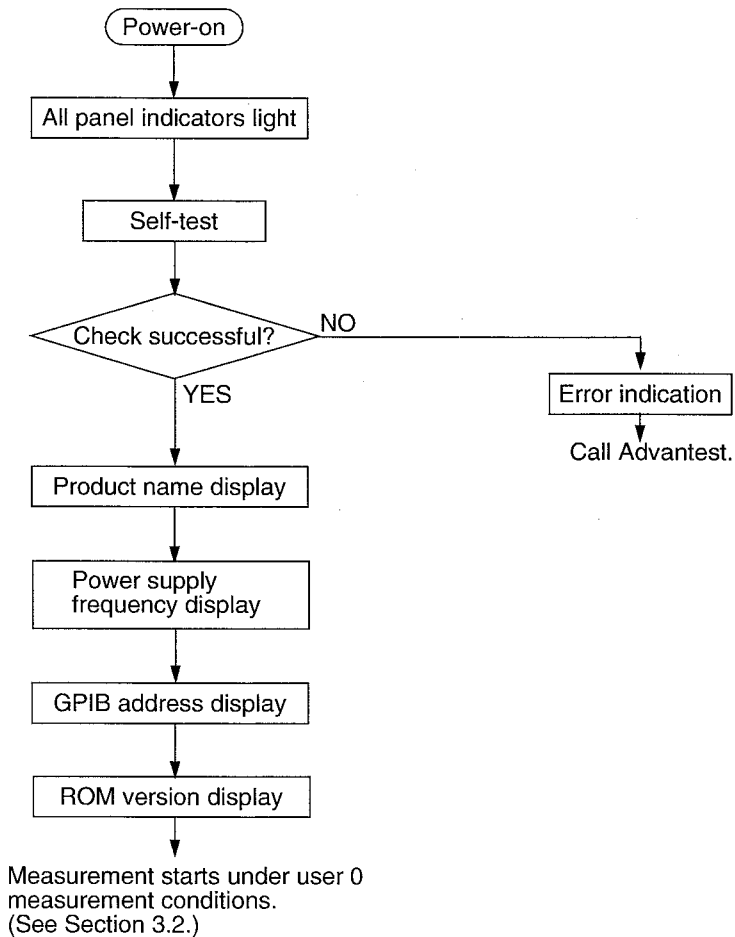 Power-on
All panel indicators light
Self-test
Check successful?
NO
YES
Error indication
Call Advantest.
Product name display
Power supply
frequency display
GPIB address display
ROM version display
Measurement starts under user 0
measurement conditions.
(See Section 3.2.)